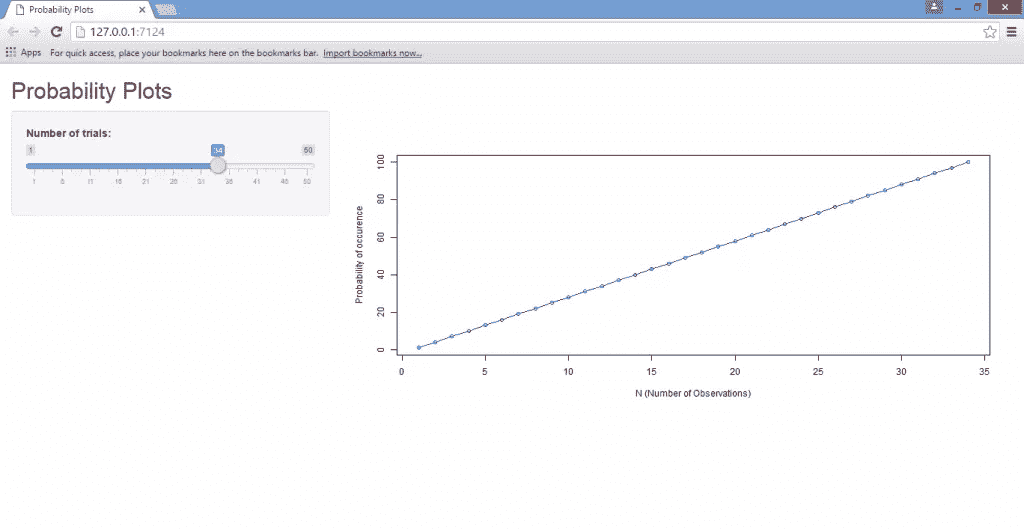 Probability Plots
127.0.0.1:7124
Apps For quick access, place your bookmarks here on the bookmarks bar. Import bookmarks now...
Probability Plots
Number of trials:
1 34 50
1 6 11 16 21 26 31 36 41 46 50
Probability of occurence
0 20 40 60 80 100
0 5 10 15 20 25 30 35
N (Number of Observations)